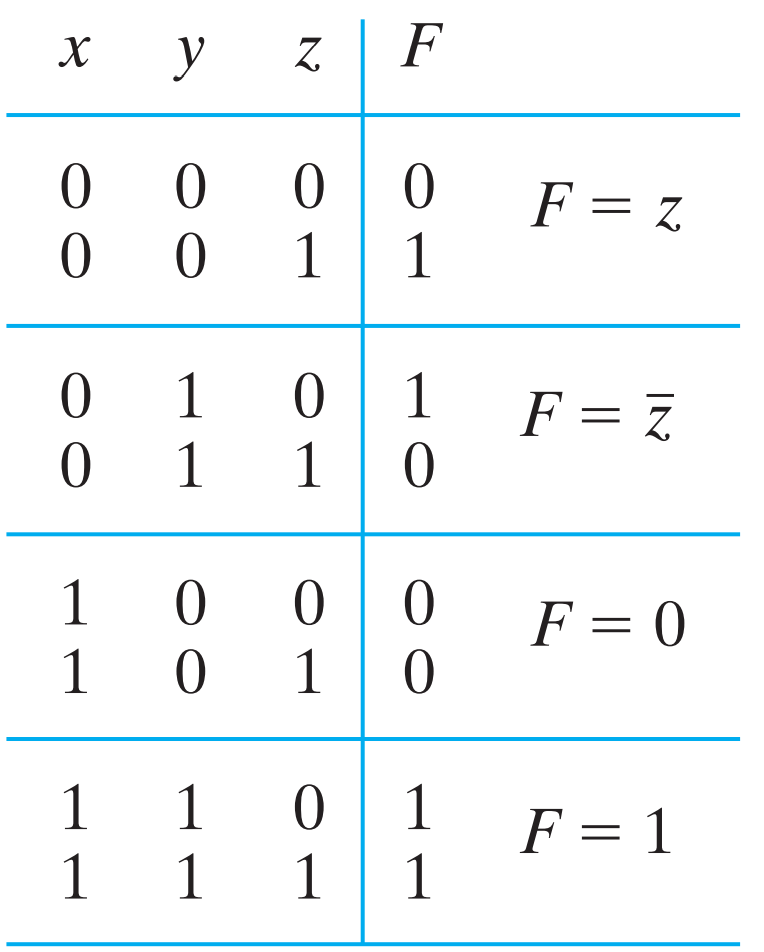 x y z F
0 0 0 0 F = z
0 0 1 1
0 1 0 1 F = z̅
0 1 1 0
1 0 0 0 F = 0
1 0 1 0
1 1 0 1 F = 1
1 1 1 1